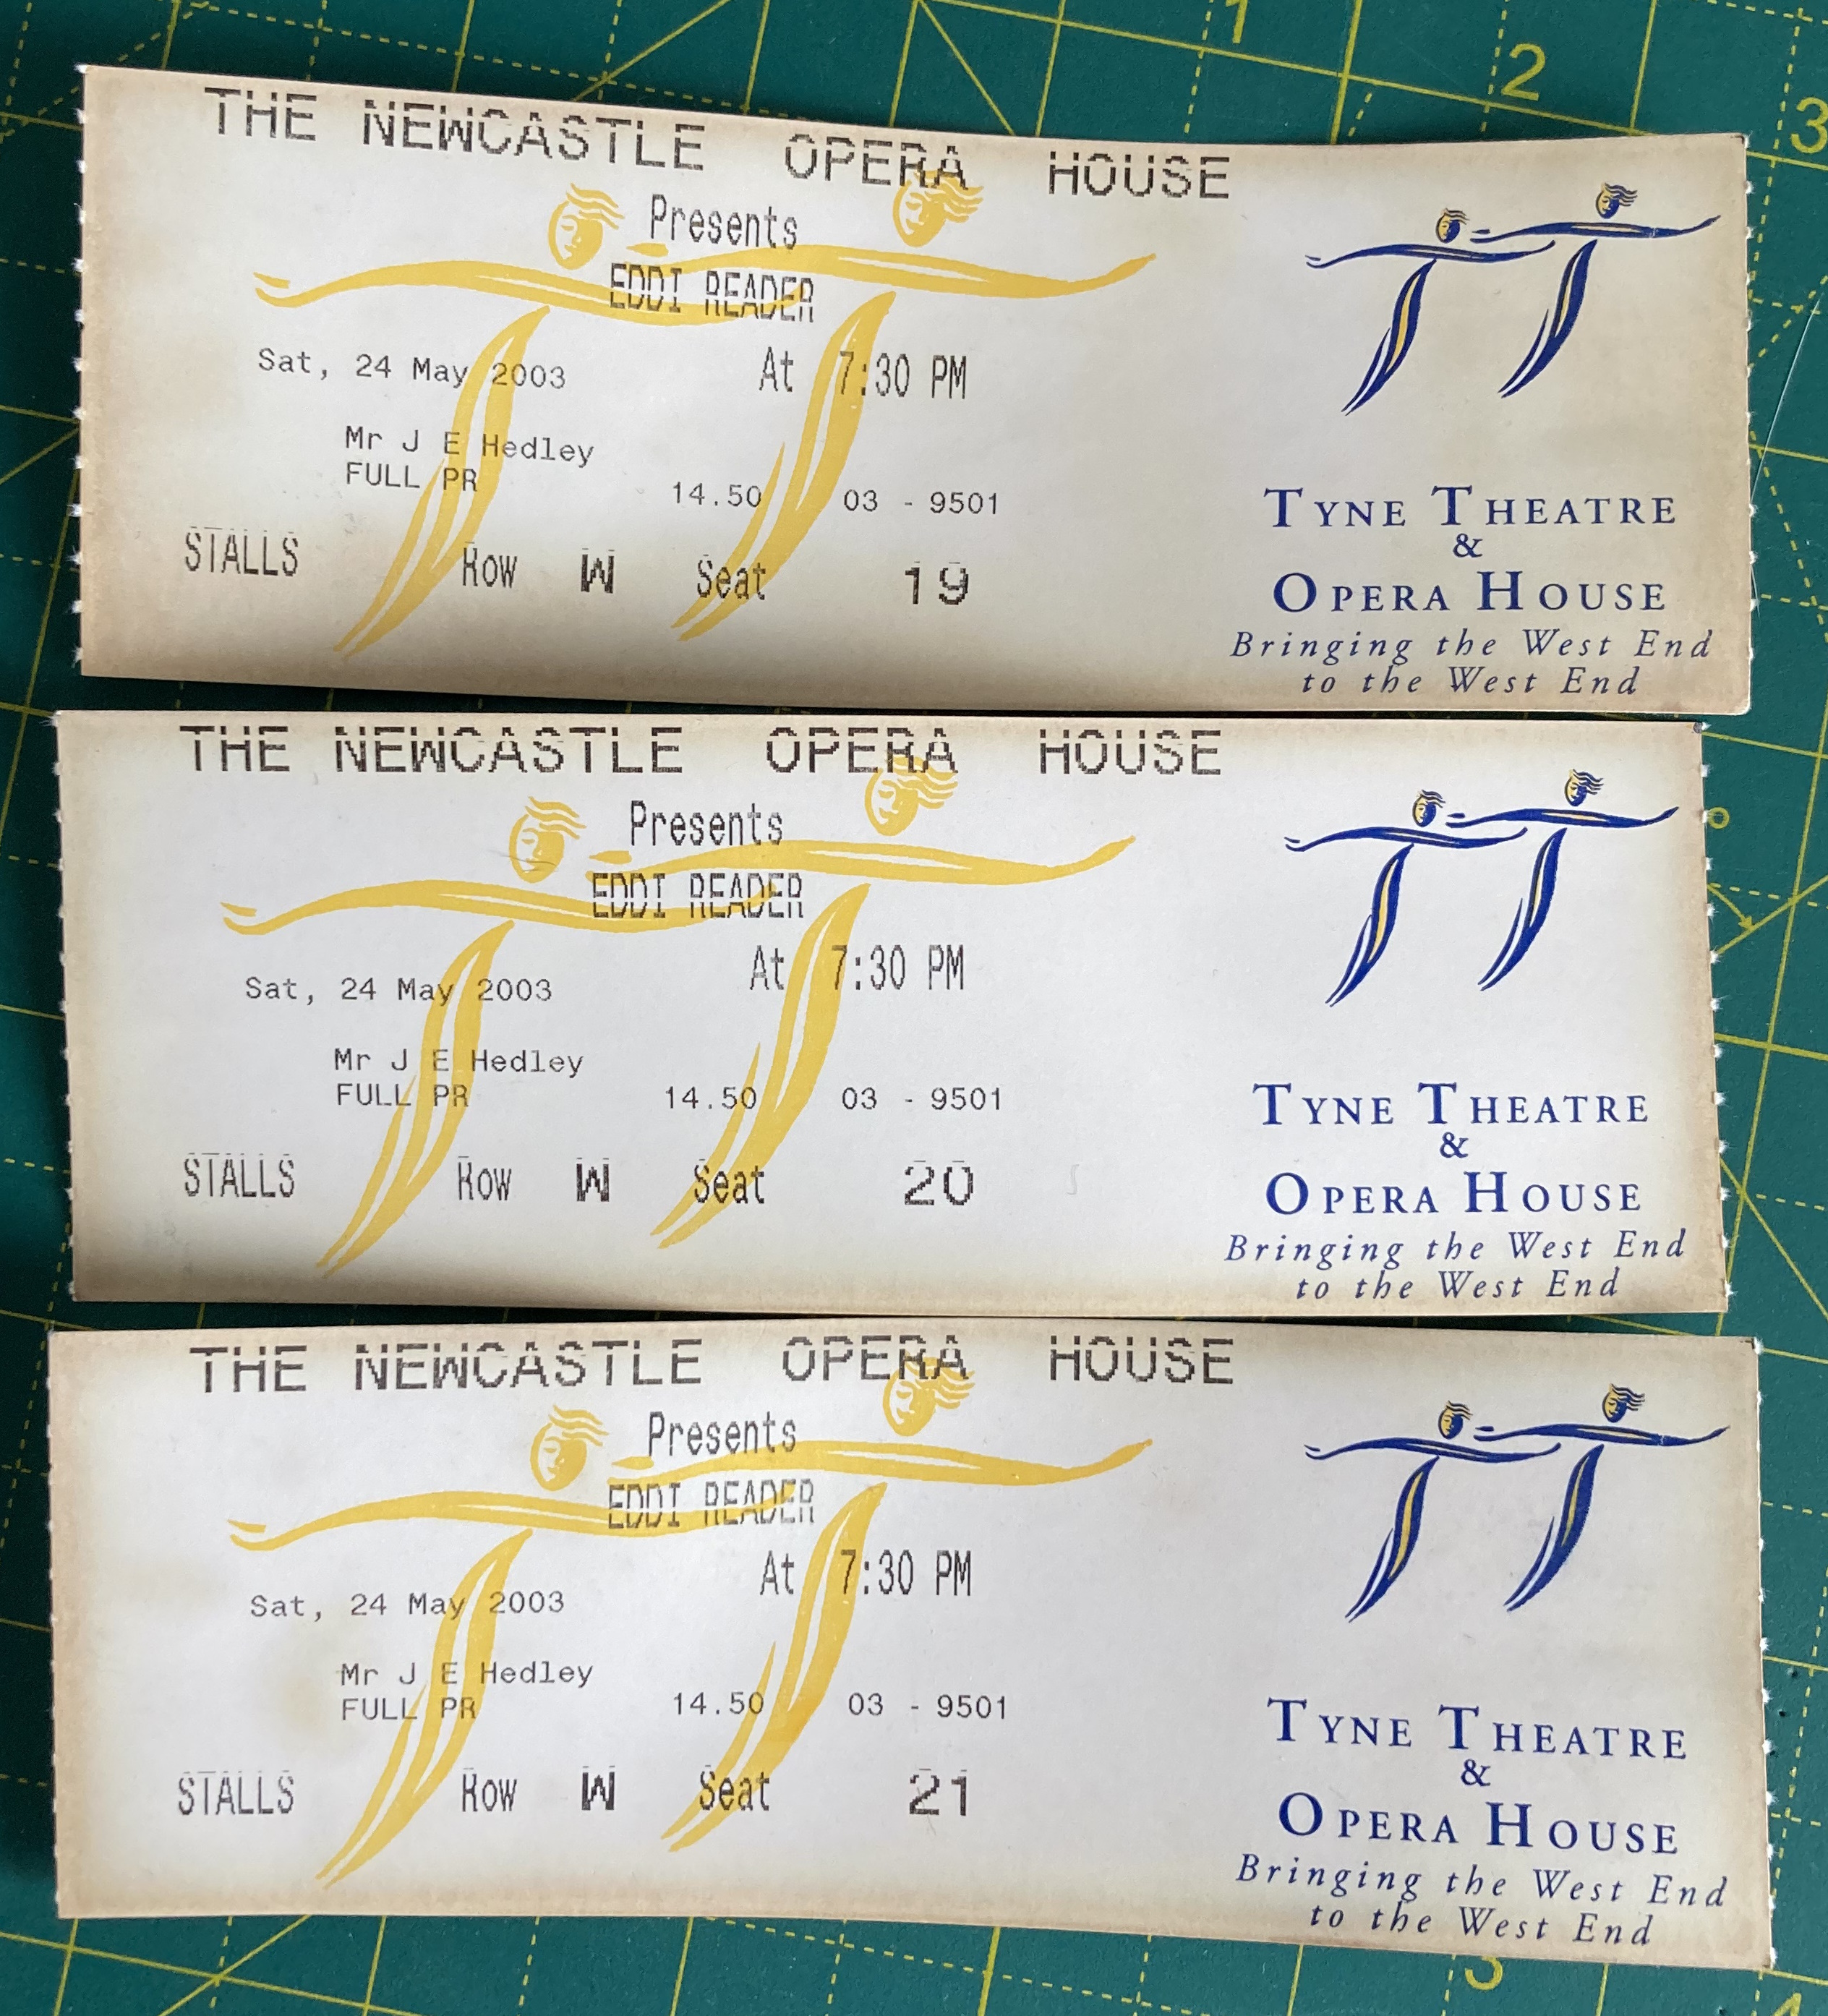 THE NEWCASTLE OPERA HOUSE
Presents
EDDI READER
Sat, 24 May 2003 At 7:30 PM
Mr J E Hedley
FULL PR 14.50 03 - 9501
STALLS Row W Seat 19
TYNE THEATRE
&
OPERA HOUSE
Bringing the West End
to the West End
THE NEWCASTLE OPERA HOUSE
Presents
EDDI READER
Sat, 24 May 2003 At 7:30 PM
Mr J E Hedley
FULL PR 14.50 03 - 9501
STALLS Row W Seat 20
TYNE THEATRE
&
OPERA HOUSE
Bringing the West End
to the West End
THE NEWCASTLE OPERA HOUSE
Presents
EDDI READER
Sat, 24 May 2003 At 7:30 PM
Mr J E Hedley
FULL PR 14.50 03 - 9501
STALLS Row W Seat 21
TYNE THEATRE
&
OPERA HOUSE
Bringing the West End
to the West End
1
2
3